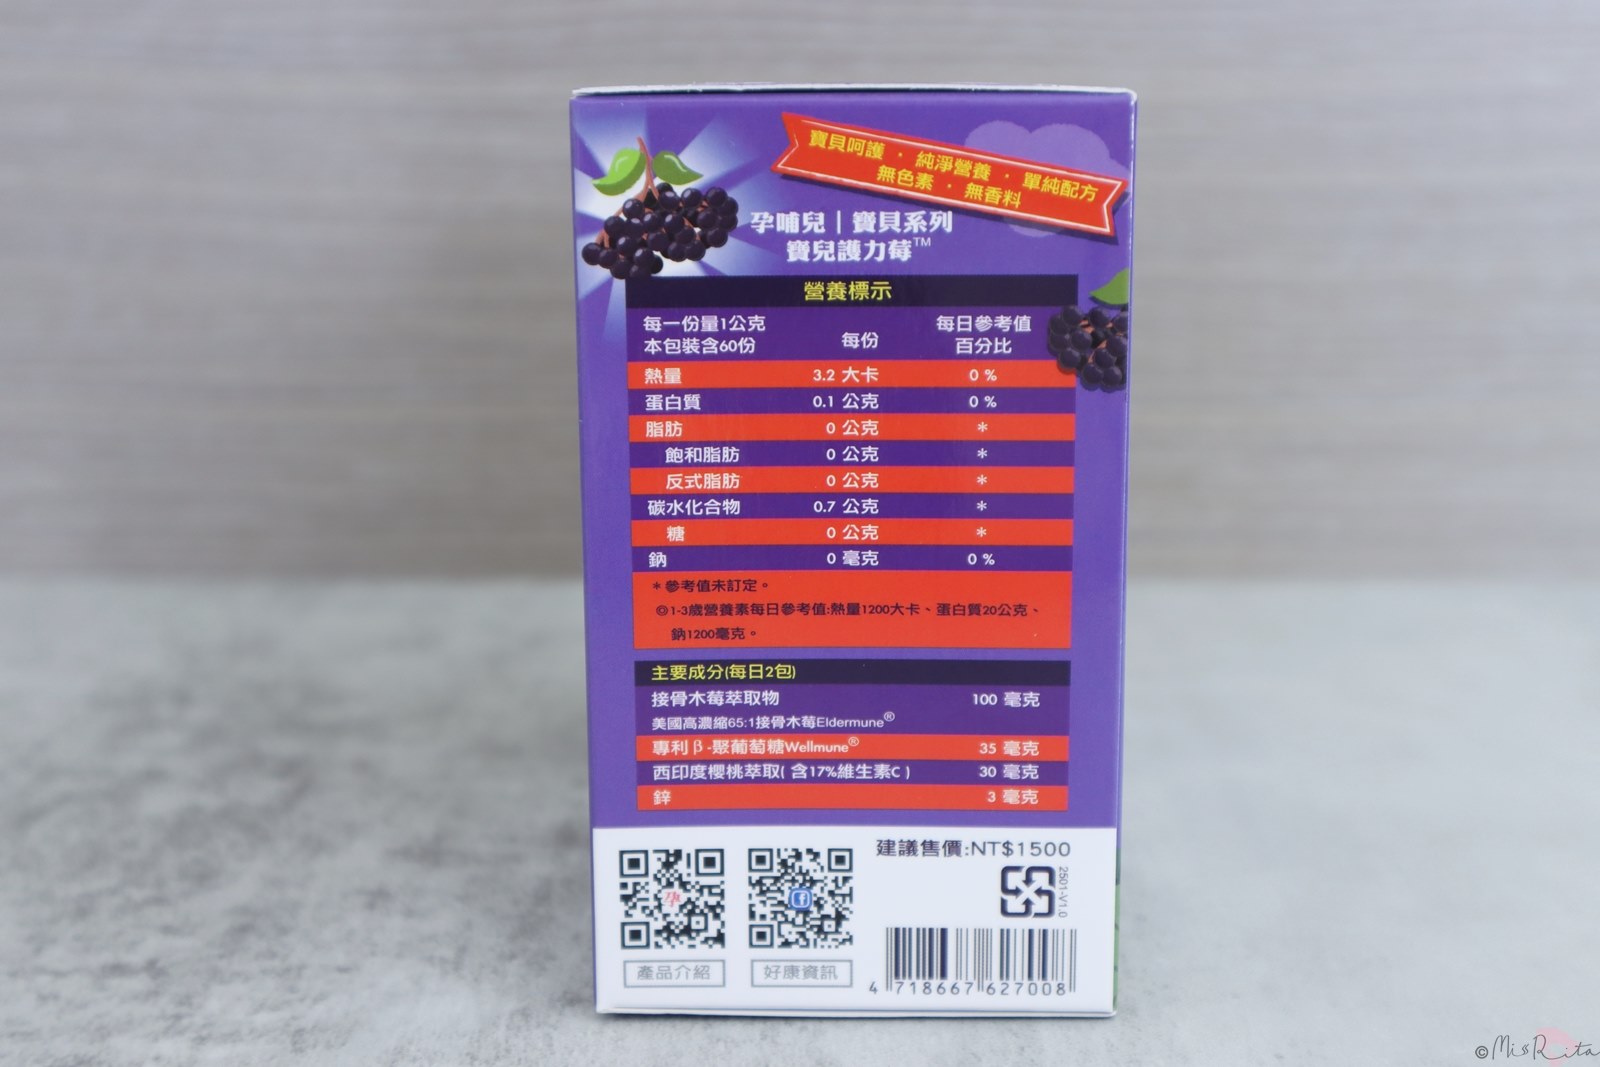 寶貝呵護 · 純淨營養 · 單純配方
無色素 · 無香料
孕哺兒｜寶貝系列
寶兒護力莓™
營養標示
每一份量1公克 每份 每日參考值
本包裝含60份 百分比
熱量 3.2 大卡 0 %
蛋白質 0.1 公克 0 %
脂肪 0 公克 *
飽和脂肪 0 公克 *
反式脂肪 0 公克 *
碳水化合物 0.7 公克 *
糖 0 公克 *
鈉 0 毫克 0 %
*參考值未訂定。
◎1-3歲營養素每日參考值:熱量1200大卡、蛋白質20公克、
鈉1200毫克。
主要成分(每日2包)
接骨木莓萃取物 100 毫克
美國高濃縮65:1接骨木莓Eldermune®
專利β-聚葡萄糖Wellmune® 35 毫克
西印度櫻桃萃取(含17%維生素C) 30 毫克
鋅 3 毫克
建議售價:NT$1500
2501-V1.0
孕
產品介紹
好康資訊
4 718667 627008
©MissRita